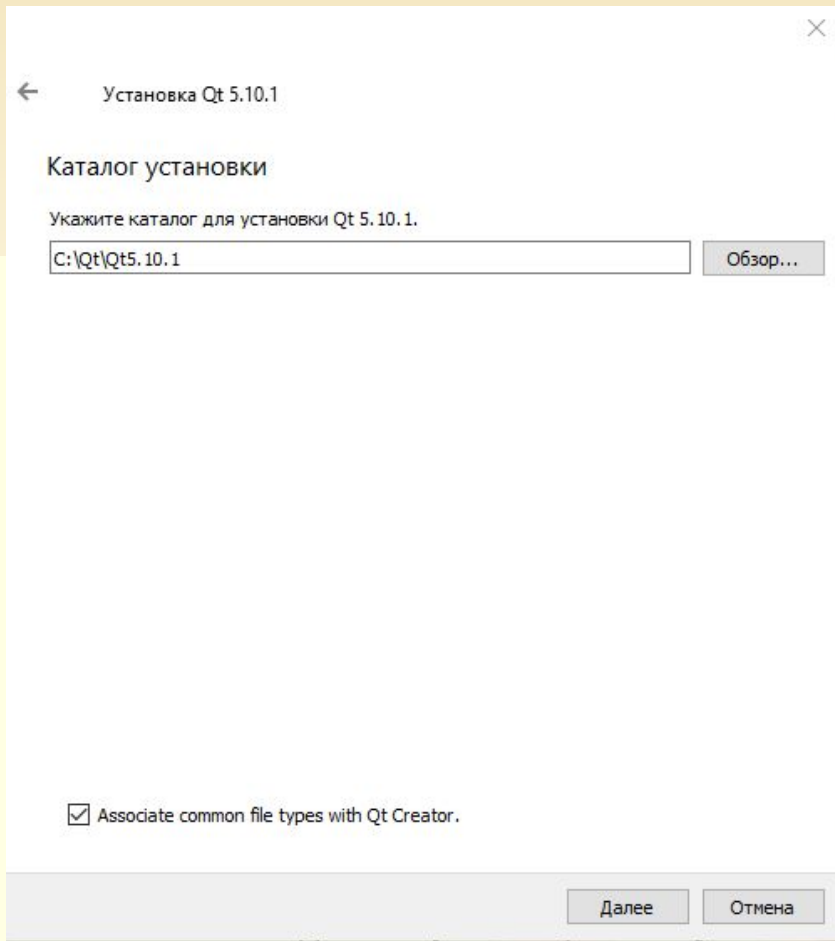 Установка Qt 5.10.1
Каталог установки
Укажите каталог для установки Qt 5.10.1.
C:\Qt\Qt5.10.1
Обзор...
Associate common file types with Qt Creator.
Далее
Отмена